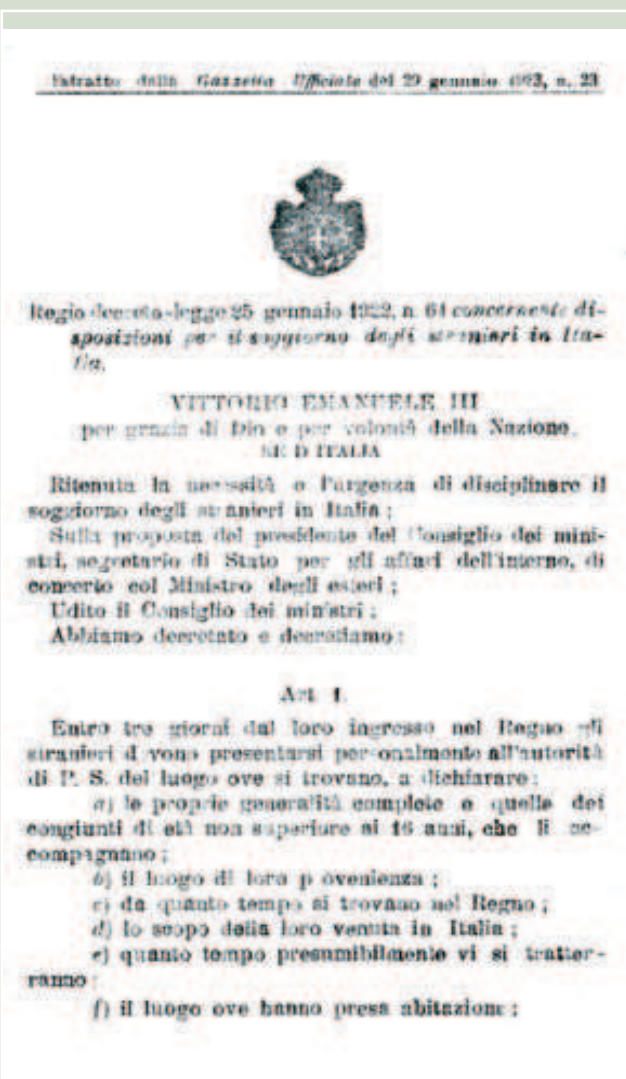 Estratto dalla Gazzetta Ufficiale del 29 gennaio 1923, n. 23
Regio decreto-legge 25 gennaio n. 64 concernente di-
sposizioni per il soggiorno degli stranieri in Ita-
lia.
VITTORIO EMANUELE III
per grazia di Dio e per volontà della Nazione
RE D'ITALIA
Ritenuta la necessità e l'urgenza di disciplinare il
soggiorno degli stranieri in Italia ;
Sulla proposta del presidente del Consiglio dei mini-
stri, segretario di Stato per gli affari dell'interno, di
concerto col Ministro degli esteri ;
Udito il Consiglio dei ministri ;
Abbiamo decretato e decretiamo :
Art. 1.
Entro tre giorni dal loro ingresso nel Regno gli
stranieri devono presentarsi personalmente all'autorità
di P. S. del luogo ove si trovano, a dichiarare :
a) le proprie generalità complete e quelle dei
congiunti di età non superiore ai 16 anni, che li ac-
compagnano ;
b) il luogo di loro provenienza ;
c) da quanto tempo si trovano nel Regno ;
d) lo scopo della loro venuta in Italia ;
e) quanto tempo presumibilmente vi si tratter-
ranno ;
f) il luogo ove hanno presa abitazione ;